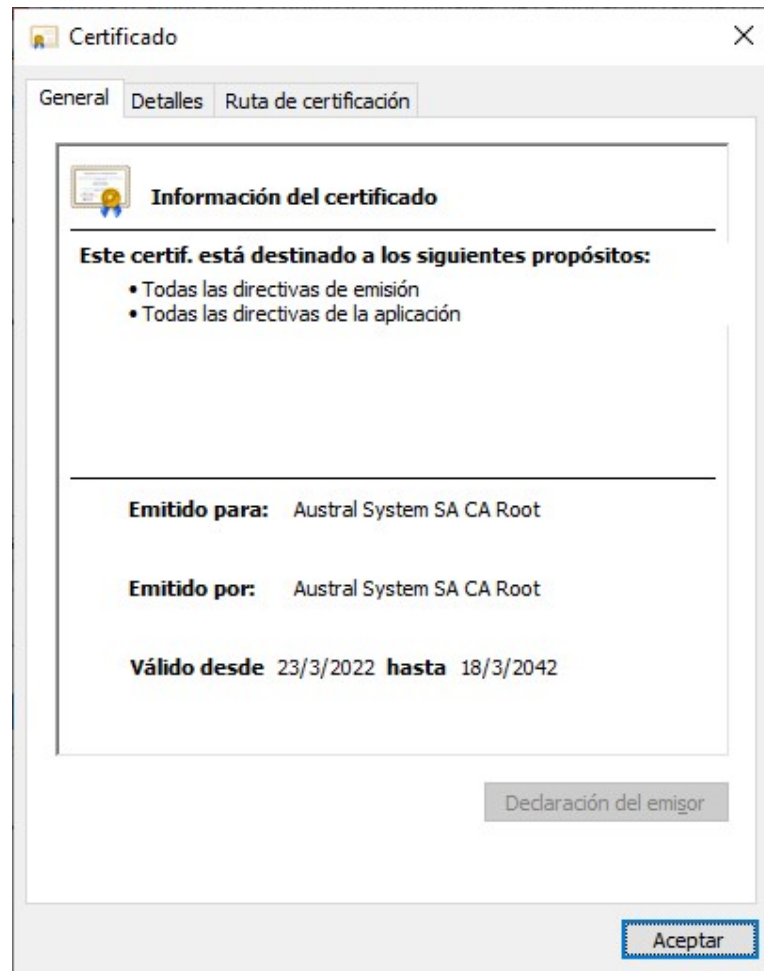 Certificado
General Detalles Ruta de certificación
Información del certificado
Este certif. está destinado a los siguientes propósitos:
• Todas las directivas de emisión
• Todas las directivas de la aplicación
Emitido para: Austral System SA CA Root
Emitido por: Austral System SA CA Root
Válido desde 23/3/2022 hasta 18/3/2042
Declaración del emisor
Aceptar